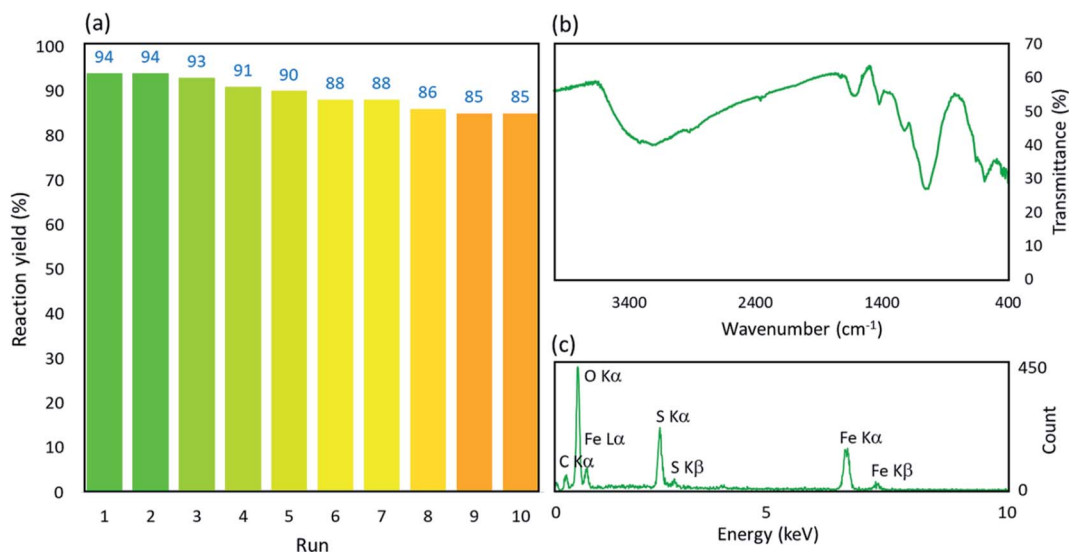 (a)
Reaction yield (%)
100
90
80
70
60
50
40
30
20
10
0
94 94 93 91 90 88 88 86 85 85
1 2 3 4 5 6 7 8 9 10
Run
(b)
70
60
50
40
30
20
10
0
Transmittance (%)
3400 2400 1400 400
Wavenumber (cm⁻¹)
(c)
450
O Kα
S Kα
Fe Lα
Fe Kα
C Kα
S Kβ
Fe Kβ
Count
0
0 5 10
Energy (keV)